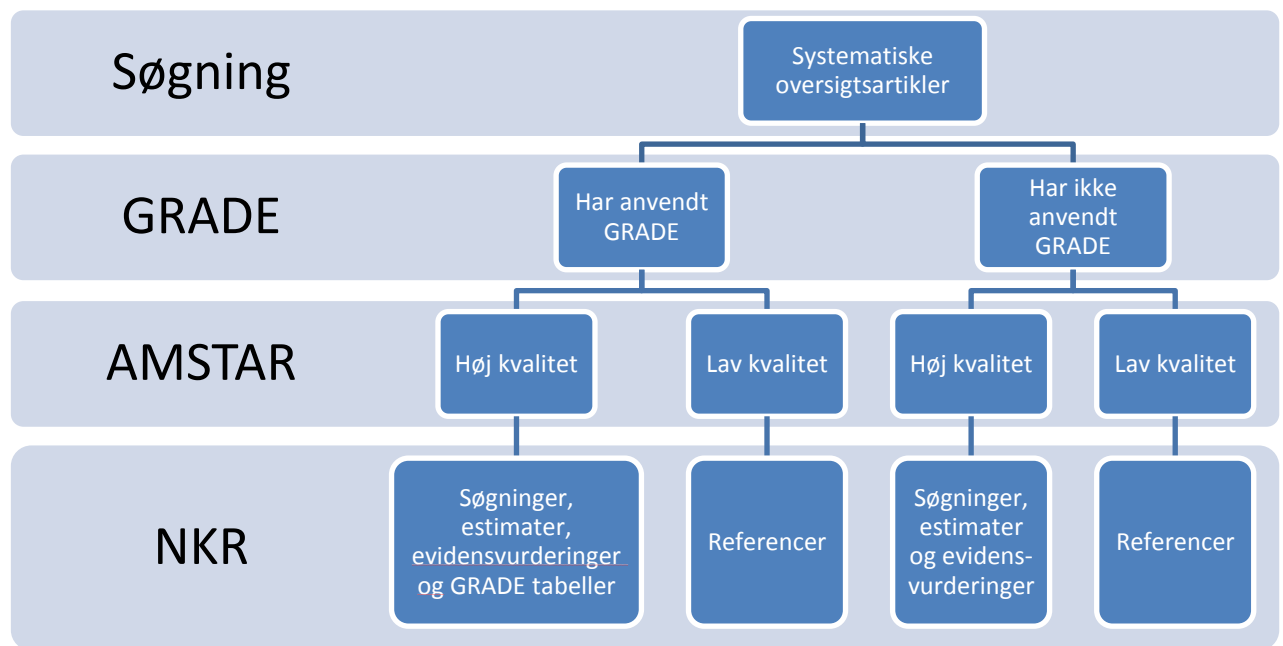 Søgning
Systematiske
oversigtsartikler
GRADE
Har anvendt
GRADE
Har ikke
anvendt
GRADE
AMSTAR
Høj kvalitet
Lav kvalitet
Høj kvalitet
Lav kvalitet
NKR
Søgninger,
estimater,
evidensvurderinger
og GRADE tabeller
Referencer
Søgninger,
estimater
og evidens-
vurderinger
Referencer